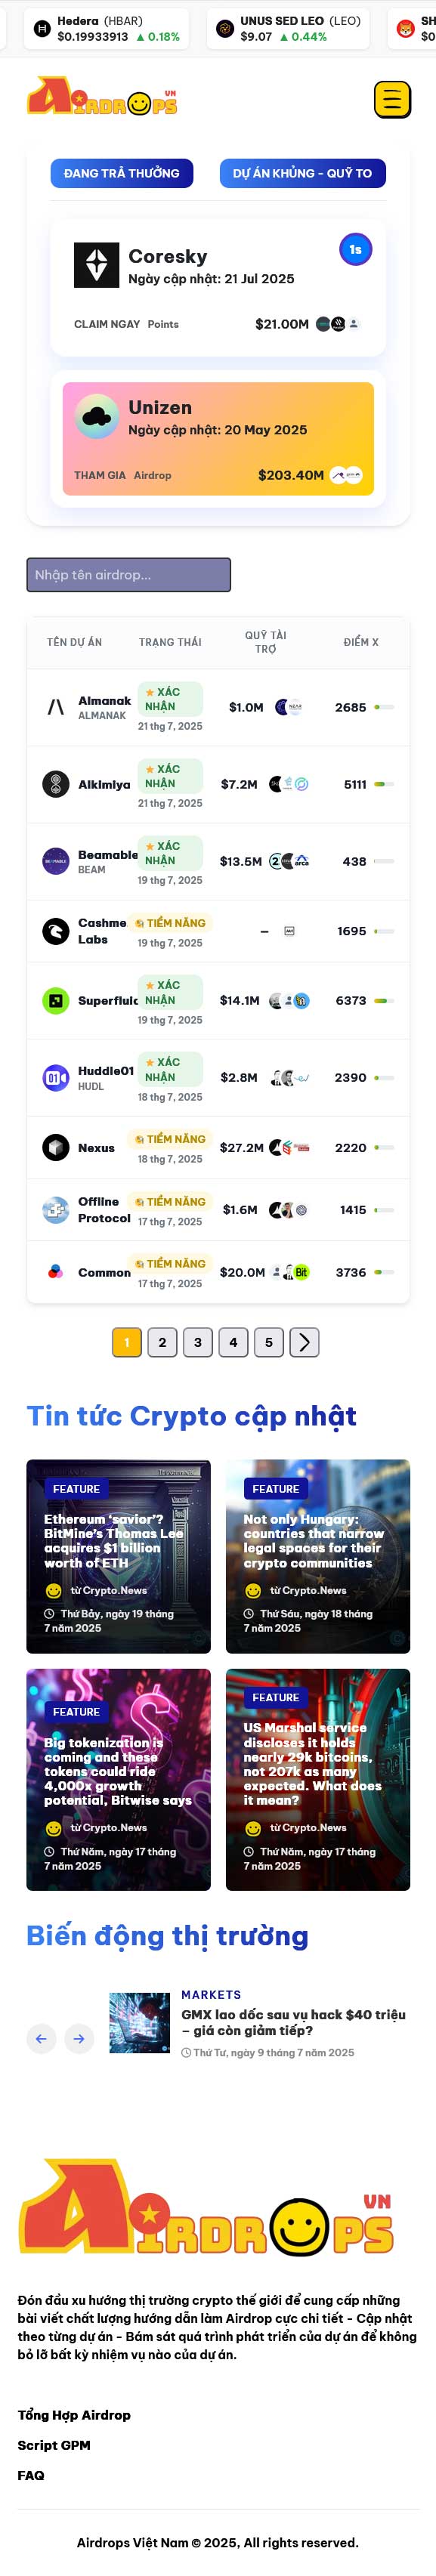 Hedera (HBAR)
$0.19933913 ▲ 0.18%
UNUS SED LEO (LEO)
$9.07 ▲ 0.44%
SH
$0
AIRDROPS VN
ĐANG TRẢ THƯỞNG
DỰ ÁN KHỦNG - QUỸ TO
1s
Coresky
Ngày cập nhật: 21 Jul 2025
CLAIM NGAY Points $21.00M
Unizen
Ngày cập nhật: 20 May 2025
THAM GIA Airdrop $203.40M
Nhập tên airdrop...
TÊN DỰ ÁN TRẠNG THÁI QUỸ TÀI TRỢ ĐIỂM X
Almanak
ALMANAK
XÁC NHẬN
21 thg 7, 2025
$1.0M
2685
Alkimiya
XÁC NHẬN
21 thg 7, 2025
$7.2M
5111
Beamable
BEAM
XÁC NHẬN
19 thg 7, 2025
$13.5M
arca
438
Cashme
Labs
TIỀM NĂNG
19 thg 7, 2025
–
1695
Superfluid
XÁC NHẬN
19 thg 7, 2025
$14.1M
6373
Huddle01
HUDL
XÁC NHẬN
18 thg 7, 2025
$2.8M
2390
Nexus
TIỀM NĂNG
18 thg 7, 2025
$27.2M
2220
Offline
Protocol
TIỀM NĂNG
17 thg 7, 2025
$1.6M
1415
Common
TIỀM NĂNG
17 thg 7, 2025
$20.0M
Bit
3736
1 2 3 4 5
Tin tức Crypto cập nhật
FEATURE
Ethereum ‘savior’?
BitMine’s Thomas Lee
acquires $1 billion
worth of ETH
từ Crypto.News
Thứ Bảy, ngày 19 tháng
7 năm 2025
FEATURE
Not only Hungary:
countries that narrow
legal spaces for their
crypto communities
từ Crypto.News
Thứ Sáu, ngày 18 tháng
7 năm 2025
FEATURE
Big tokenization is
coming and these
tokens could ride
4,000x growth
potential, Bitwise says
từ Crypto.News
Thứ Năm, ngày 17 tháng
7 năm 2025
FEATURE
US Marshal service
discloses it holds
nearly 29k bitcoins,
not 207k as many
expected. What does
it mean?
từ Crypto.News
Thứ Năm, ngày 17 tháng
7 năm 2025
Biến động thị trường
MARKETS
GMX lao dốc sau vụ hack $40 triệu
– giá còn giảm tiếp?
Thứ Tư, ngày 9 tháng 7 năm 2025
AIRDROPS VN
Đón đầu xu hướng thị trường crypto thế giới để cung cấp những
bài viết chất lượng hướng dẫn làm Airdrop cực chi tiết - Cập nhật
theo từng dự án - Bám sát quá trình phát triển của dự án để không
bỏ lỡ bất kỳ nhiệm vụ nào của dự án.
Tổng Hợp Airdrop
Script GPM
FAQ
Airdrops Việt Nam © 2025, All rights reserved.